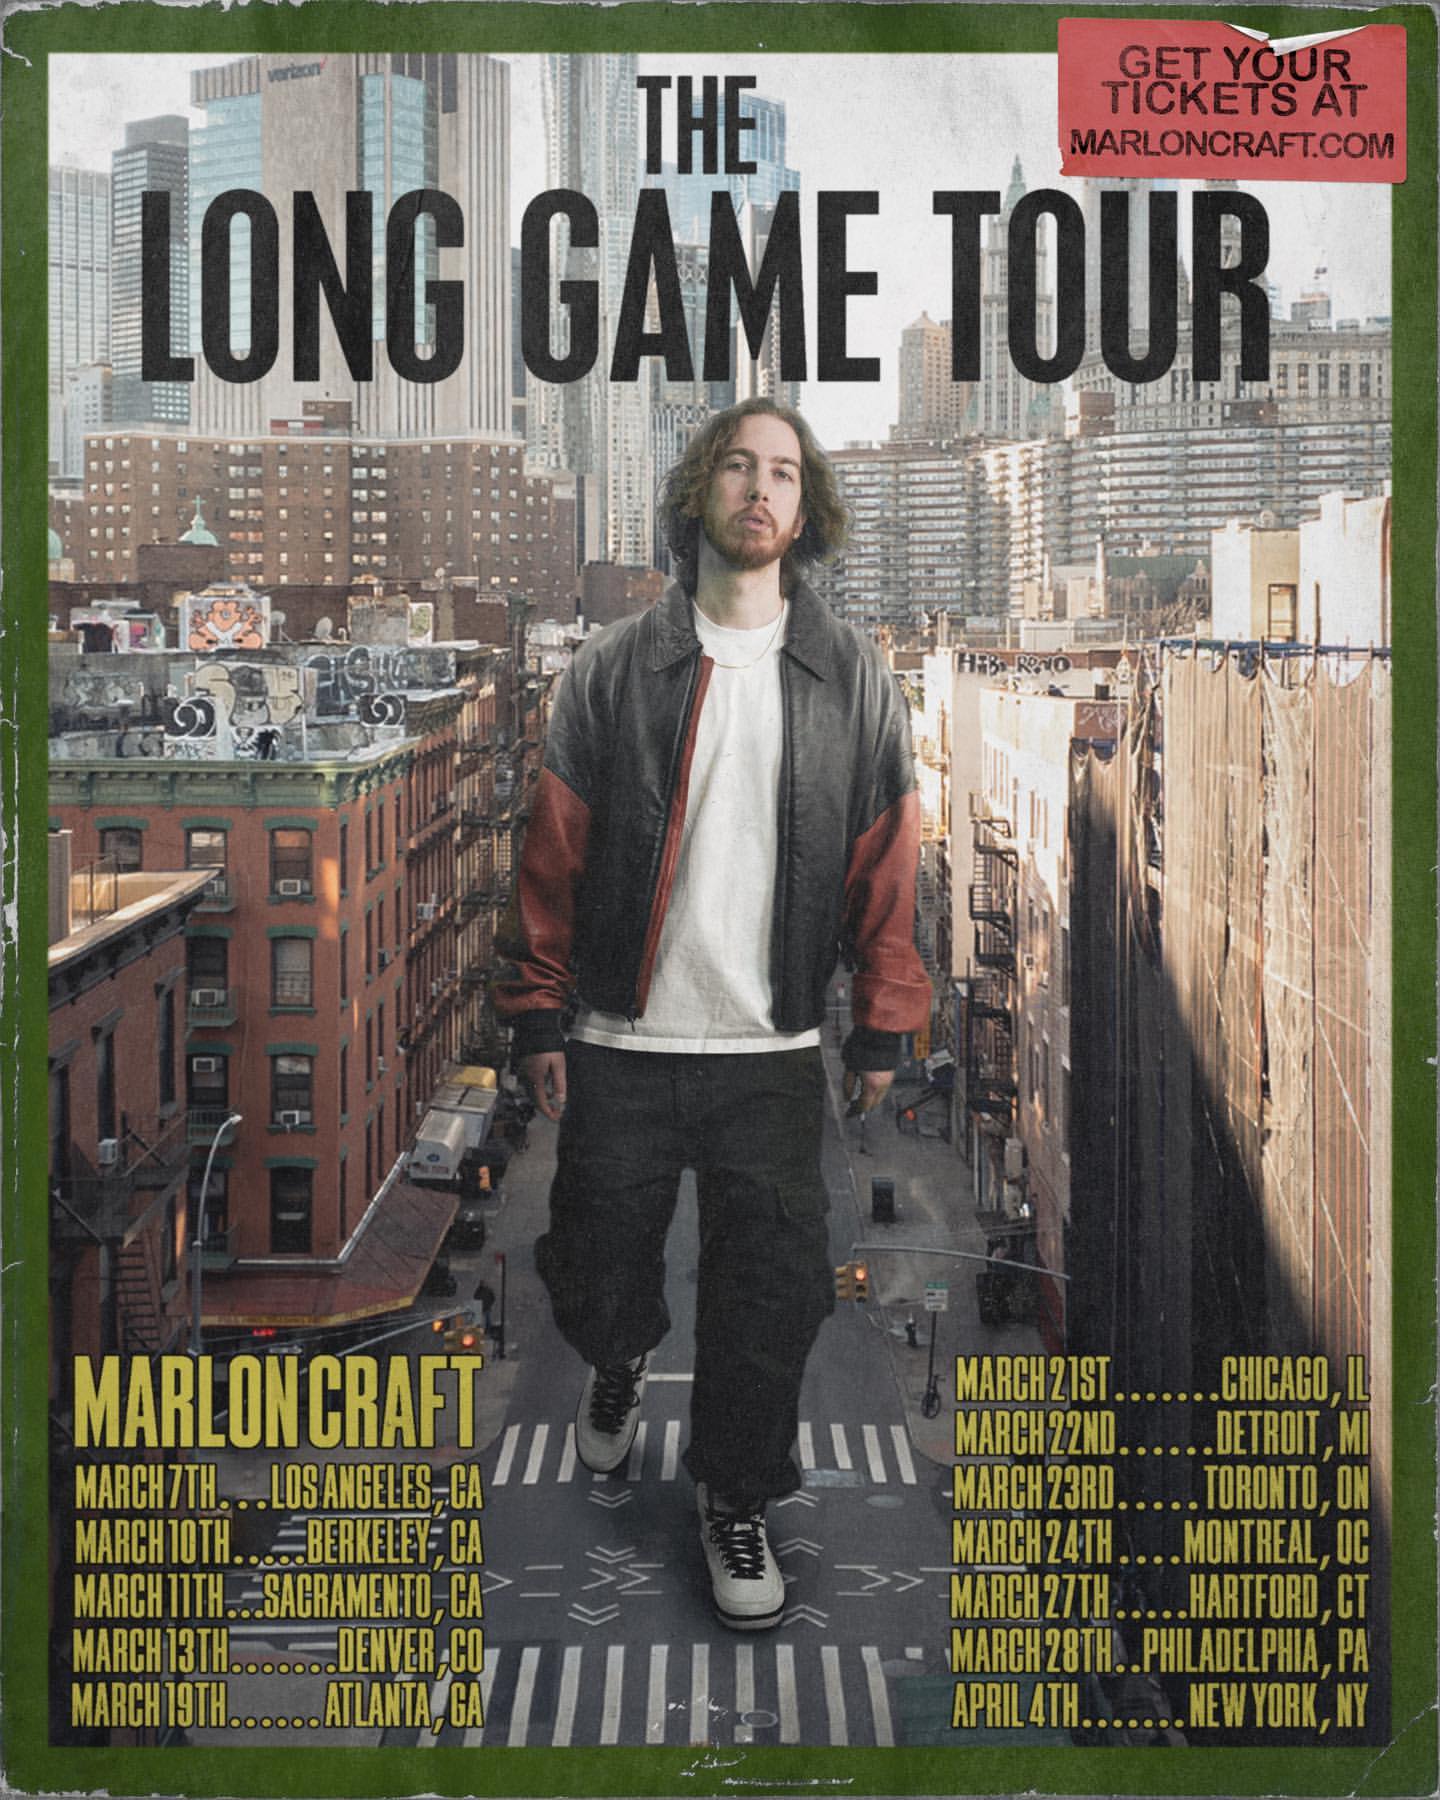 verizon
GET YOUR
TICKETS AT
MARLONCRAFT.COM
THE
LONG GAME TOUR
MARLON CRAFT
MARCH 7TH...LOS ANGELES, CA
MARCH 10TH......BERKELEY, CA
MARCH 11TH...SACRAMENTO, CA
MARCH 13TH.......DENVER, CO
MARCH 19TH......ATLANTA, GA
MARCH 21ST.......CHICAGO, IL
MARCH 22ND......DETROIT, MI
MARCH 23RD.....TORONTO, ON
MARCH 24TH....MONTREAL, QC
MARCH 27TH.....HARTFORD, CT
MARCH 28TH..PHILADELPHIA, PA
APRIL 4TH.......NEW YORK, NY